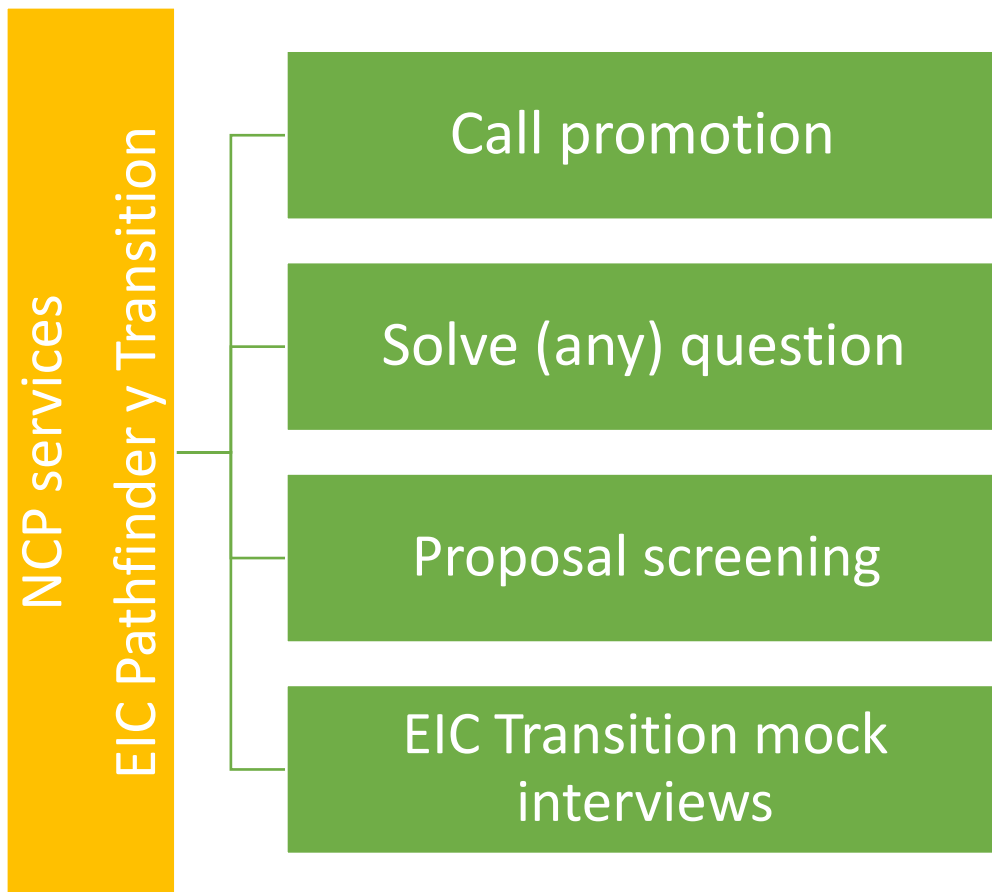 NCP services
EIC Pathfinder y Transition
Call promotion
Solve (any) question
Proposal screening
EIC Transition mock
interviews